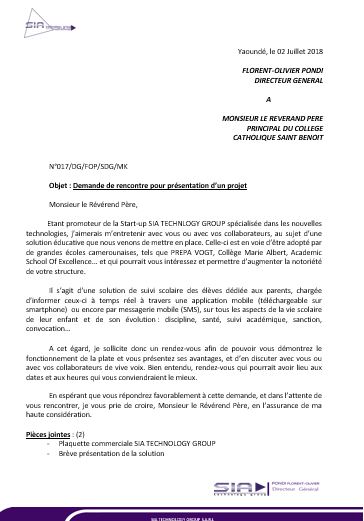 SIA
Yaoundé, le 02 Juillet 2018
FLORENT-OLIVIER PONDI
DIRECTEUR GENERAL
A
MONSIEUR LE REVERAND PERE
PRINCIPAL DU COLLEGE
CATHOLIQUE SAINT BENOIT
N°017/DG/FOP/SDG/MK
Objet : Demande de rencontre pour présentation d'un projet
Monsieur le Révérend Père,
Etant promoteur de la Start-up SIA TECHNLOGY GROUP spécialisée dans les nouvelles
technologies, j'aimerais m'entretenir avec vous ou avec vos collaborateurs, au sujet d'une
solution éducative que nous venons de mettre en place. Celle-ci est en voie d'être adopté par
de grandes écoles camerounaises, tels que PREPA VOGT, Collège Marie Albert, Academic
School Of Excellence... et qui pourrait vous intéressez et permettre d'augmenter la notoriété
de votre structure.
Il s'agit d'une solution de suivi scolaire des élèves dédiée aux parents, chargée
d'informer ceux-ci à temps réel à travers une application mobile (téléchargeable sur
smartphone) ou encore par messagerie mobile (SMS), sur tous les aspects de la vie scolaire
de leur enfant et de son évolution : discipline, santé, suivi académique, sanction,
convocation...
A cet égard, je sollicite donc un rendez-vous afin de pouvoir vous démontrez le
fonctionnement de la plate et vous présentez ses avantages, et d'en discuter avec vous ou
avec vos collaborateurs de vive voix. Bien entendu, rendez-vous qui pourrait avoir lieu aux
dates et aux heures qui vous conviendraient le mieux.
En espérant que vous répondrez favorablement à cette demande, et dans l'attente de
vous rencontrer, je vous prie de croire, Monsieur le Révérend Père, en l'assurance de ma
haute considération.
Pièces jointes : (2)
- Plaquette commerciale SIA TECHNOLOGY GROUP
- Brève présentation de la solution
SIA PONDI FLORENT-OLIVIER
technology group Directeur Général
SIA TECHNOLOGY GROUP S.A.R.L